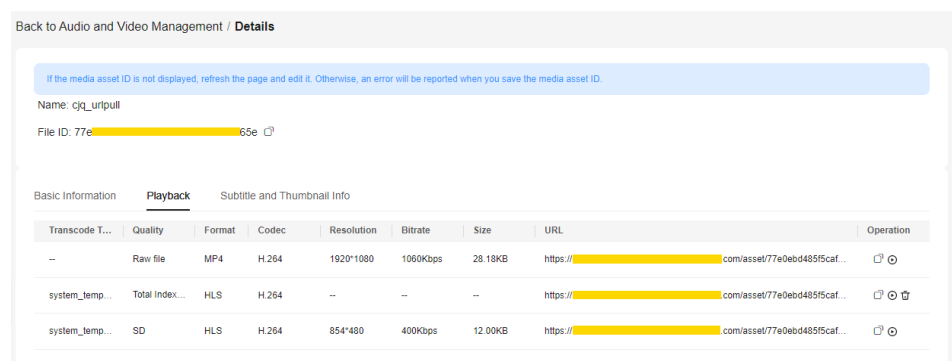 Back to Audio and Video Management / Details
If the media asset ID is not displayed, refresh the page and edit it. Otherwise, an error will be reported when you save the media asset ID.
Name: cjq_urlpull
File ID: 77e 65e
Basic Information Playback Subtitle and Thumbnail Info
Transcode T... Quality Format Codec Resolution Bitrate Size URL Operation
-- Raw file MP4 H.264 1920*1080 1060Kbps 28.18KB https:// .com/asset/77e0ebd485f5caf...
system_temp... Total Index... HLS H.264 -- -- -- https:// .com/asset/77e0ebd485f5caf...
system_temp... SD HLS H.264 854*480 400Kbps 12.00KB https:// .com/asset/77e0ebd485f5caf...